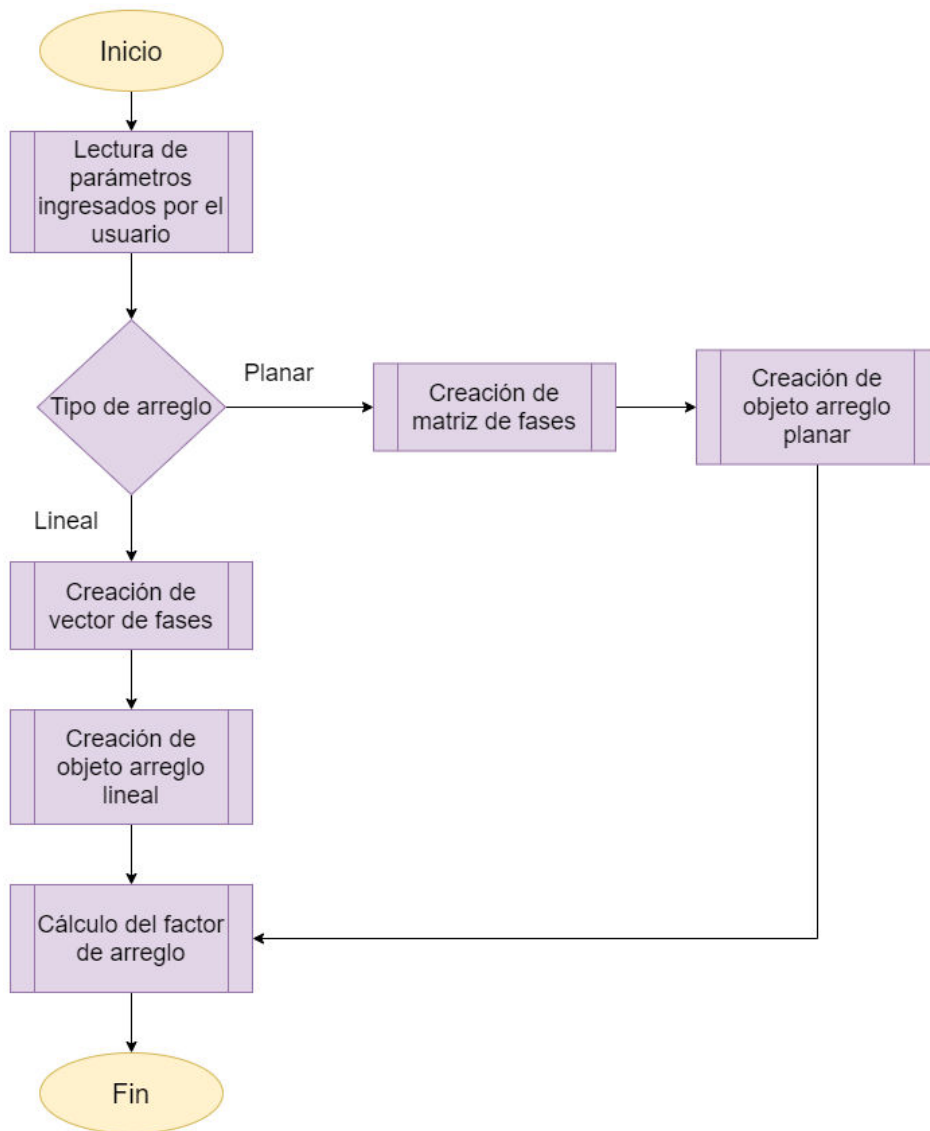 Inicio
Lectura de
parámetros
ingresados por el
usuario
Tipo de arreglo
Planar
Creación de
matriz de fases
Creación de
objeto arreglo
planar
Lineal
Creación de
vector de fases
Creación de
objeto arreglo
lineal
Cálculo del factor
de arreglo
Fin